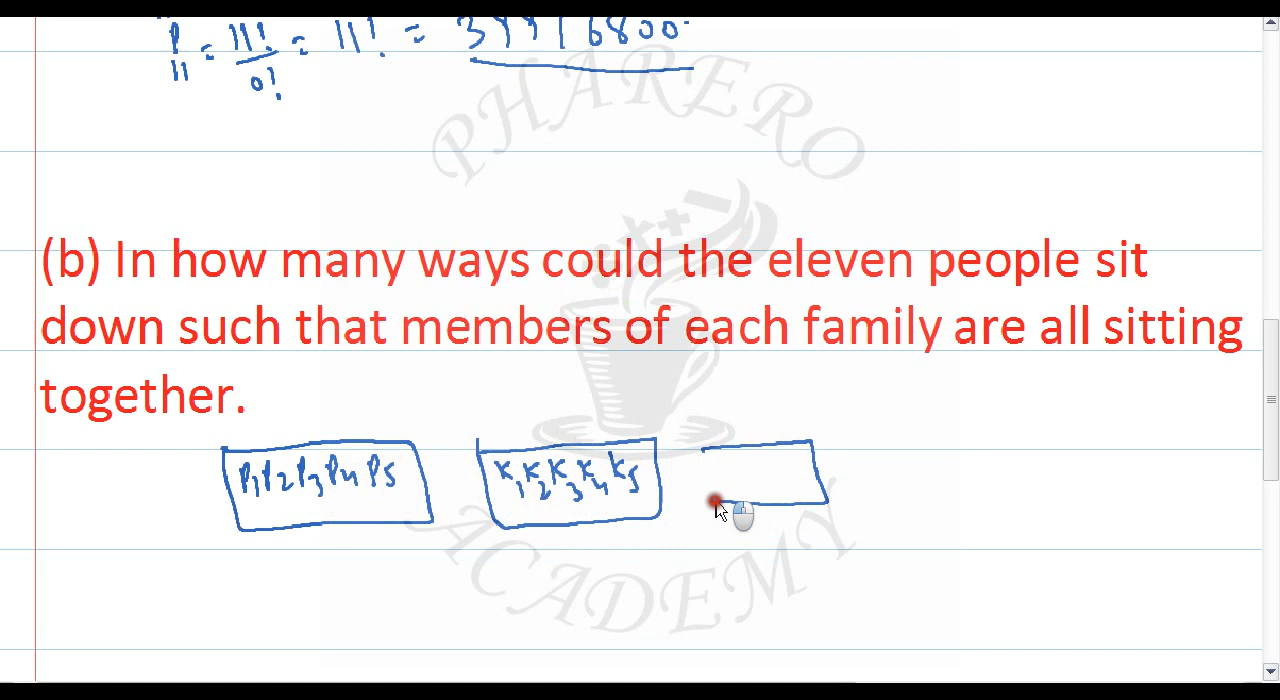 P = 11! = 11! = 39916800.
11 0!
PHARERO
(b) In how many ways could the eleven people sit
down such that members of each family are all sitting
together.
P1P2P3P4P5 K1K2K3K4K5
ACADEMY